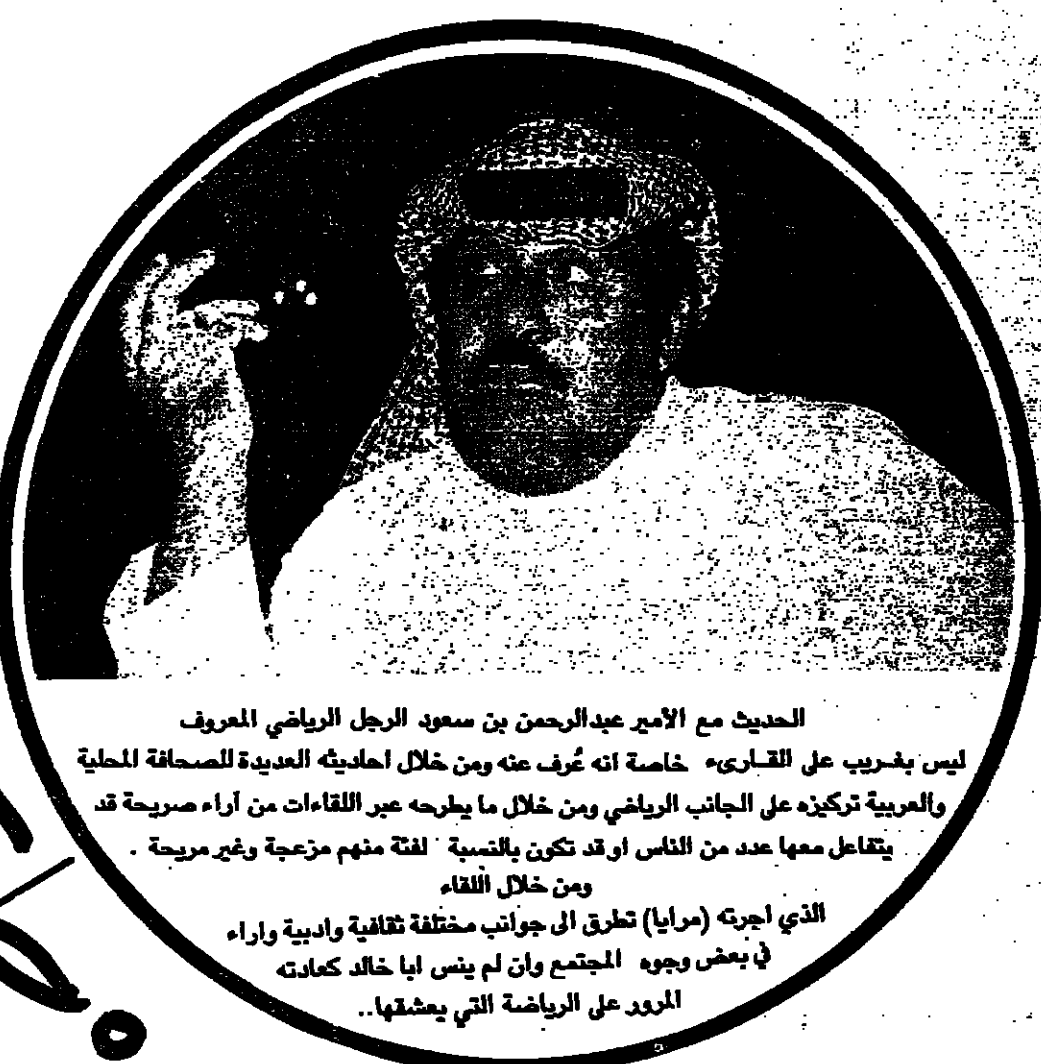 الحديث مع الأمير عبدالرحمن بن سعود الرجل الرياضي المعروف
ليس بغريب على القارىء خاصة انه عُرف عنه ومن خلال احاديثه العديدة للصحافة المحلية
والعربية تركيزه على الجانب الرياضي ومن خلال ما يطرحه عبر اللقاءات من أراء صريحة قد
يتفاعل معها عدد من الناس او قد تكون بالنسبة لفئة منهم مزعجة وغير مريحة .
ومن خلال اللقاء
الذي اجرته (مرايا) تطرق الى جوانب مختلفة ثقافية وادبية واراء
في بعض وجوه المجتمع وان لم ينس ابا خالد كعادته
المرور على الرياضة التي يعشقها..